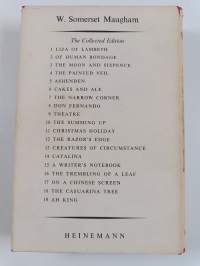 W. Somerset Maugham
The Collected Edition
1 LIZA OF LAMBETH
2 OF HUMAN BONDAGE
3 THE MOON AND SIXPENCE
4 THE PAINTED VEIL
5 ASHENDEN
6 CAKES AND ALE
7 THE NARROW CORNER
8 DON FERNANDO
9 THEATRE
10 THE SUMMING UP
11 CHRISTMAS HOLIDAY
12 THE RAZOR'S EDGE
13 CREATURES OF CIRCUMSTANCE
14 CATALINA
15 A WRITER'S NOTEBOOK
16 THE TREMBLING OF A LEAF
17 ON A CHINESE SCREEN
18 THE CASUARINA TREE
19 AH KING
HEINEMANN